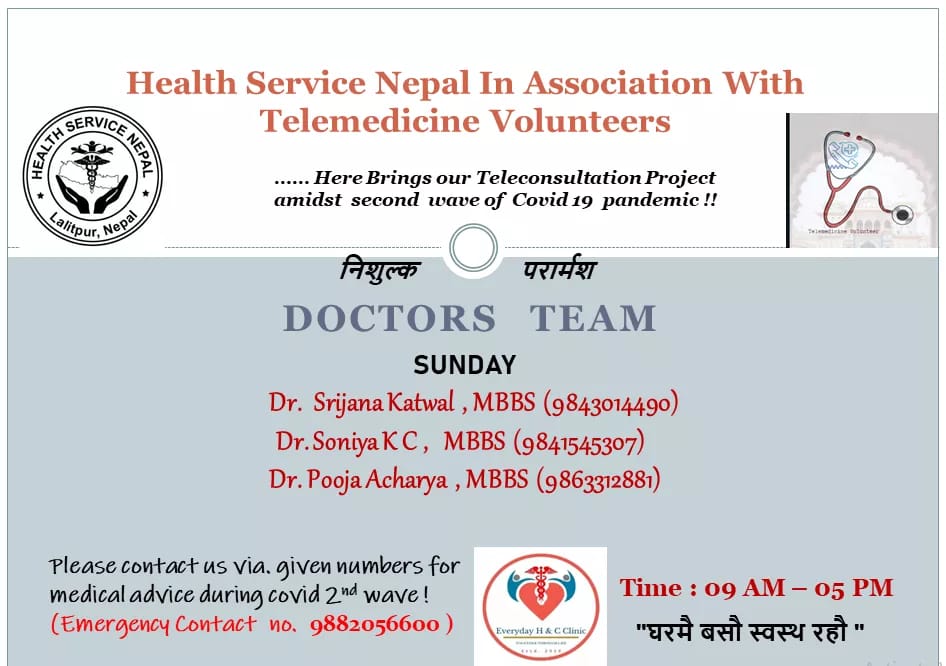 Health Service Nepal In Association With
Telemedicine Volunteers
HEALTH SERVICE NEPAL
Lalitpur, Nepal
...... Here Brings our Teleconsultation Project
amidst second wave of Covid 19 pandemic !!
Telemedicine Volunteer
निशुल्क परार्मश
DOCTORS TEAM
SUNDAY
Dr. Srijana Katwal , MBBS (9843014490)
Dr. Soniya K C , MBBS (9841545307)
Dr. Pooja Acharya , MBBS (9863312881)
Please contact us via. given numbers for
medical advice during covid 2nd wave !
(Emergency Contact no. 9882056600 )
Everyday H & C Clinic
Time : 09 AM – 05 PM
"घरमै बसौ स्वस्थ रहौ "